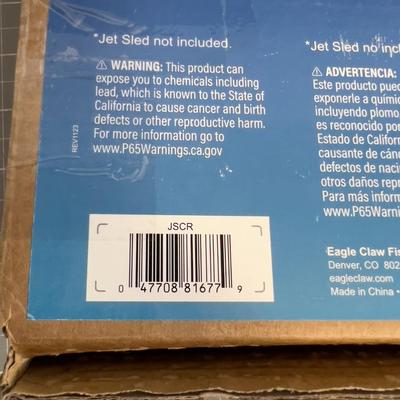 *Jet Sled not included.
⚠ WARNING: This product can
expose you to chemicals including
lead, which is known to the State of
California to cause cancer and birth
defects or other reproductive harm.
For more information go to
www.P65Warnings.ca.gov
REV1123
*Jet Sled no incl
⚠ ADVERTENCIA:
Este producto pued
exponerle a químic
incluyendo plomo
es reconocido por
Estado de Califor
causante de cánc
defectos de naci
otros daños repr
Para más inform
www.P65Warnin
JSCR
0 47708 81677 9
Eagle Claw Fis
Denver, CO 802
eagleclaw.com
Made in China •